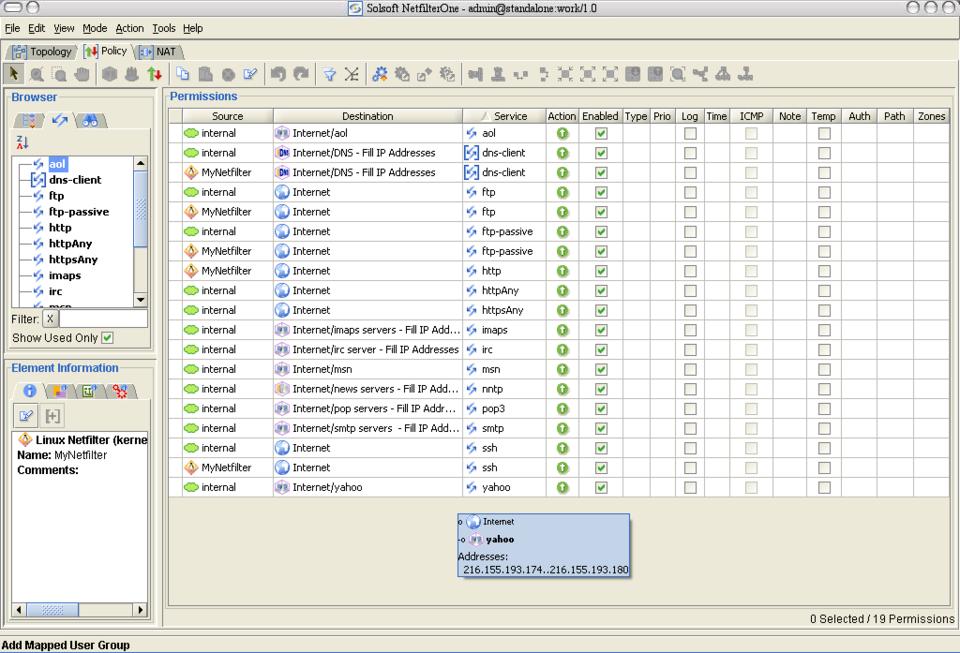 Solsoft NetfilterOne - admin@standalone:work/1.0
File Edit View Mode Action Tools Help
Topology Policy NAT
Browser
aol
dns-client
ftp
ftp-passive
http
httpAny
httpsAny
imaps
irc
Filter: X
Show Used Only
Element Information
Linux Netfilter (kerne
Name: MyNetfilter
Comments:
Permissions
Source Destination Service Action Enabled Type Prio Log Time ICMP Note Temp Auth Path Zones
internal Internet/aol aol
internal Internet/DNS - Fill IP Addresses dns-client
MyNetfilter Internet/DNS - Fill IP Addresses dns-client
internal Internet ftp
MyNetfilter Internet ftp
internal Internet ftp-passive
MyNetfilter Internet ftp-passive
MyNetfilter Internet http
internal Internet httpAny
internal Internet httpsAny
internal Internet/imaps servers - Fill IP Add... imaps
internal Internet/irc server - Fill IP Addresses irc
internal Internet/msn msn
internal Internet/news servers - Fill IP Add... nntp
internal Internet/pop servers - Fill IP Addr... pop3
internal Internet/smtp servers - Fill IP Add... smtp
internal Internet ssh
MyNetfilter Internet ssh
internal Internet/yahoo yahoo
Internet
yahoo
Addresses:
216.155.193.174..216.155.193.180
0 Selected / 19 Permissions
Add Mapped User Group